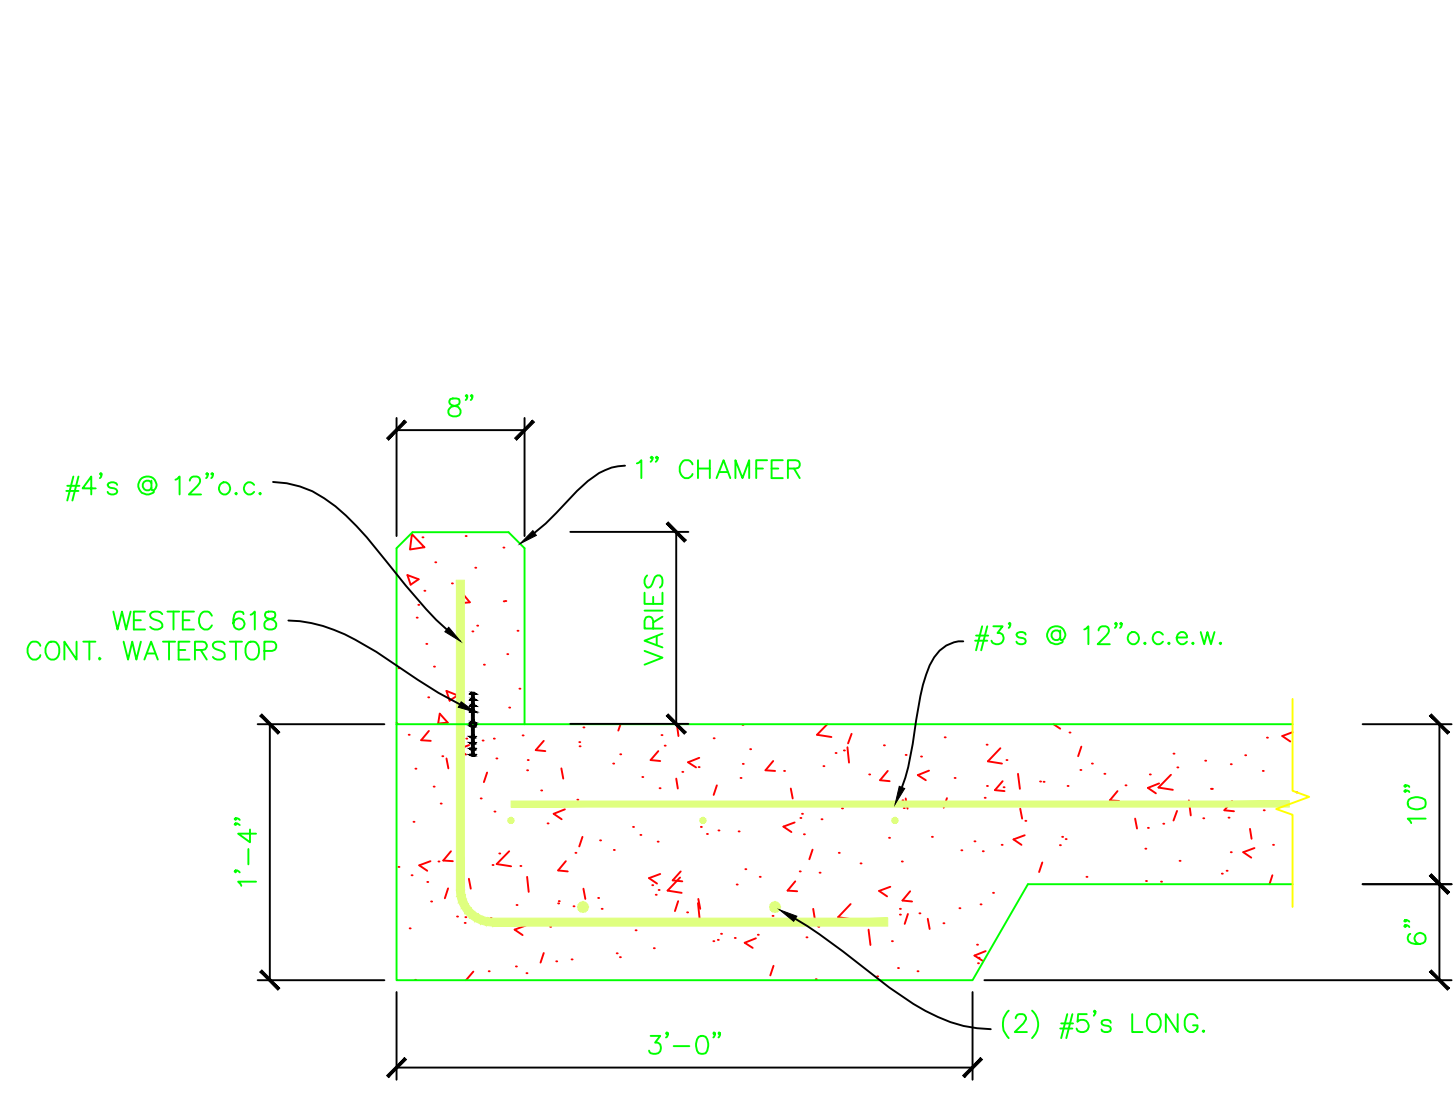 8"
1" CHAMFER
#4's @ 12"o.c.
VARIES
WESTEC 618
CONT. WATERSTOP
#3's @ 12"o.c.e.w.
1'-4"
10"
6"
(2) #5's LONG.
3'-0"